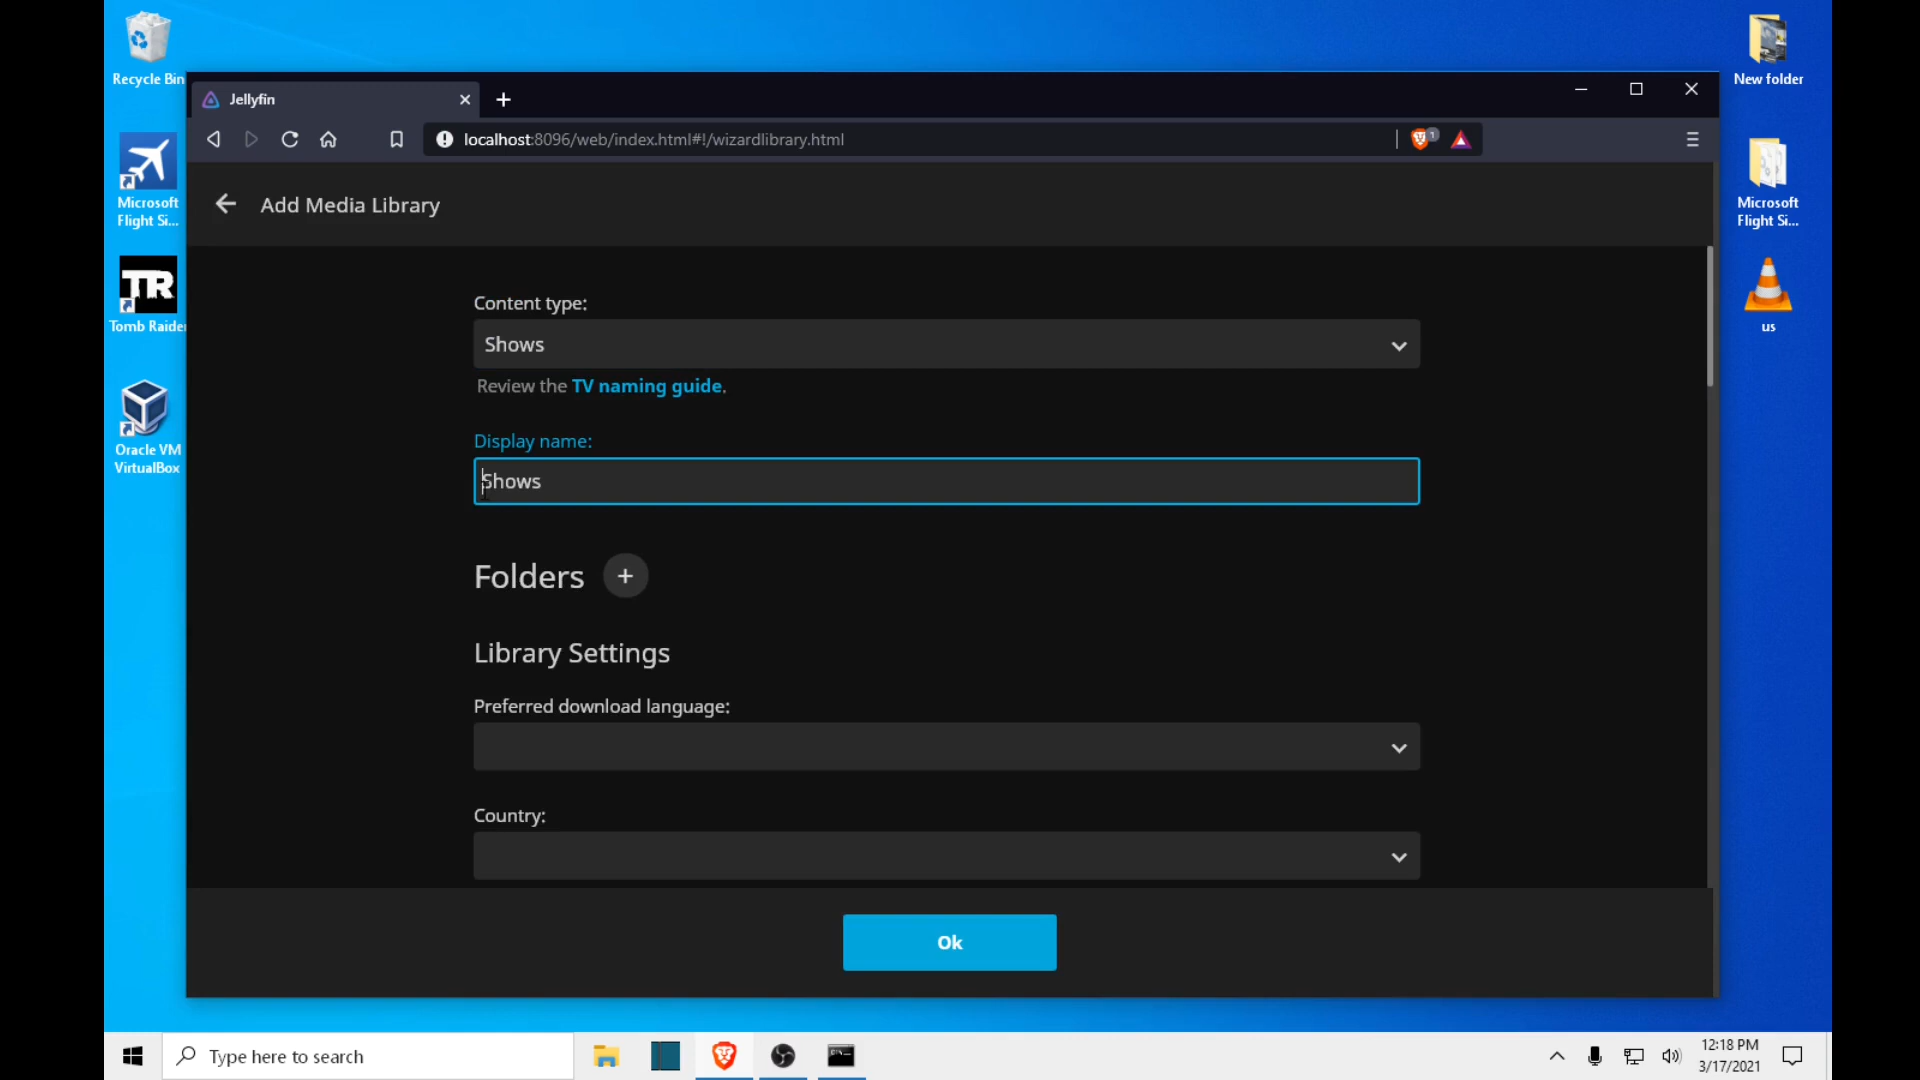 Recycle Bin
Microsoft
Flight Si...
TR
Tomb Raider
Oracle VM
VirtualBox
New folder
Microsoft
Flight Si...
us
Jellyfin
localhost:8096/web/index.html#!/wizardlibrary.html
1
Add Media Library
Content type:
Shows
Review the TV naming guide.
Display name:
Shows
Folders +
Library Settings
Preferred download language:
Country:
Ok
Type here to search
12:18 PM
3/17/2021